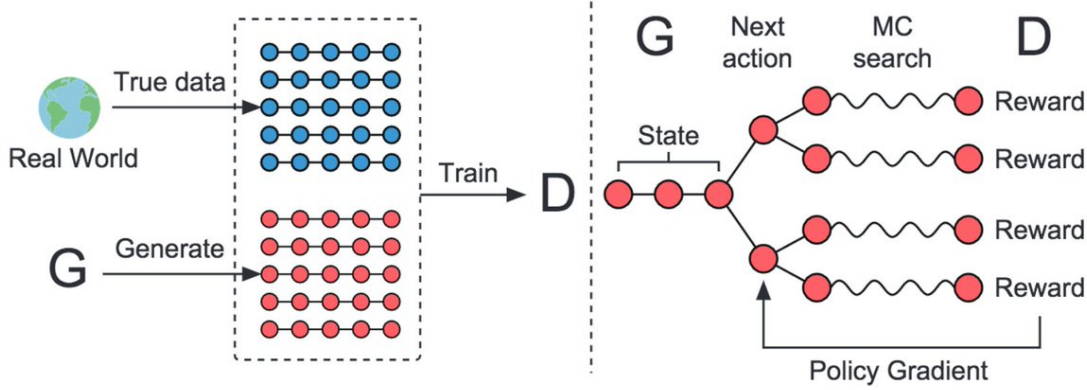 True data
Real World
G
Generate
Train
D
G
Next
action
MC
search
D
State
Reward
Reward
Reward
Reward
Policy Gradient